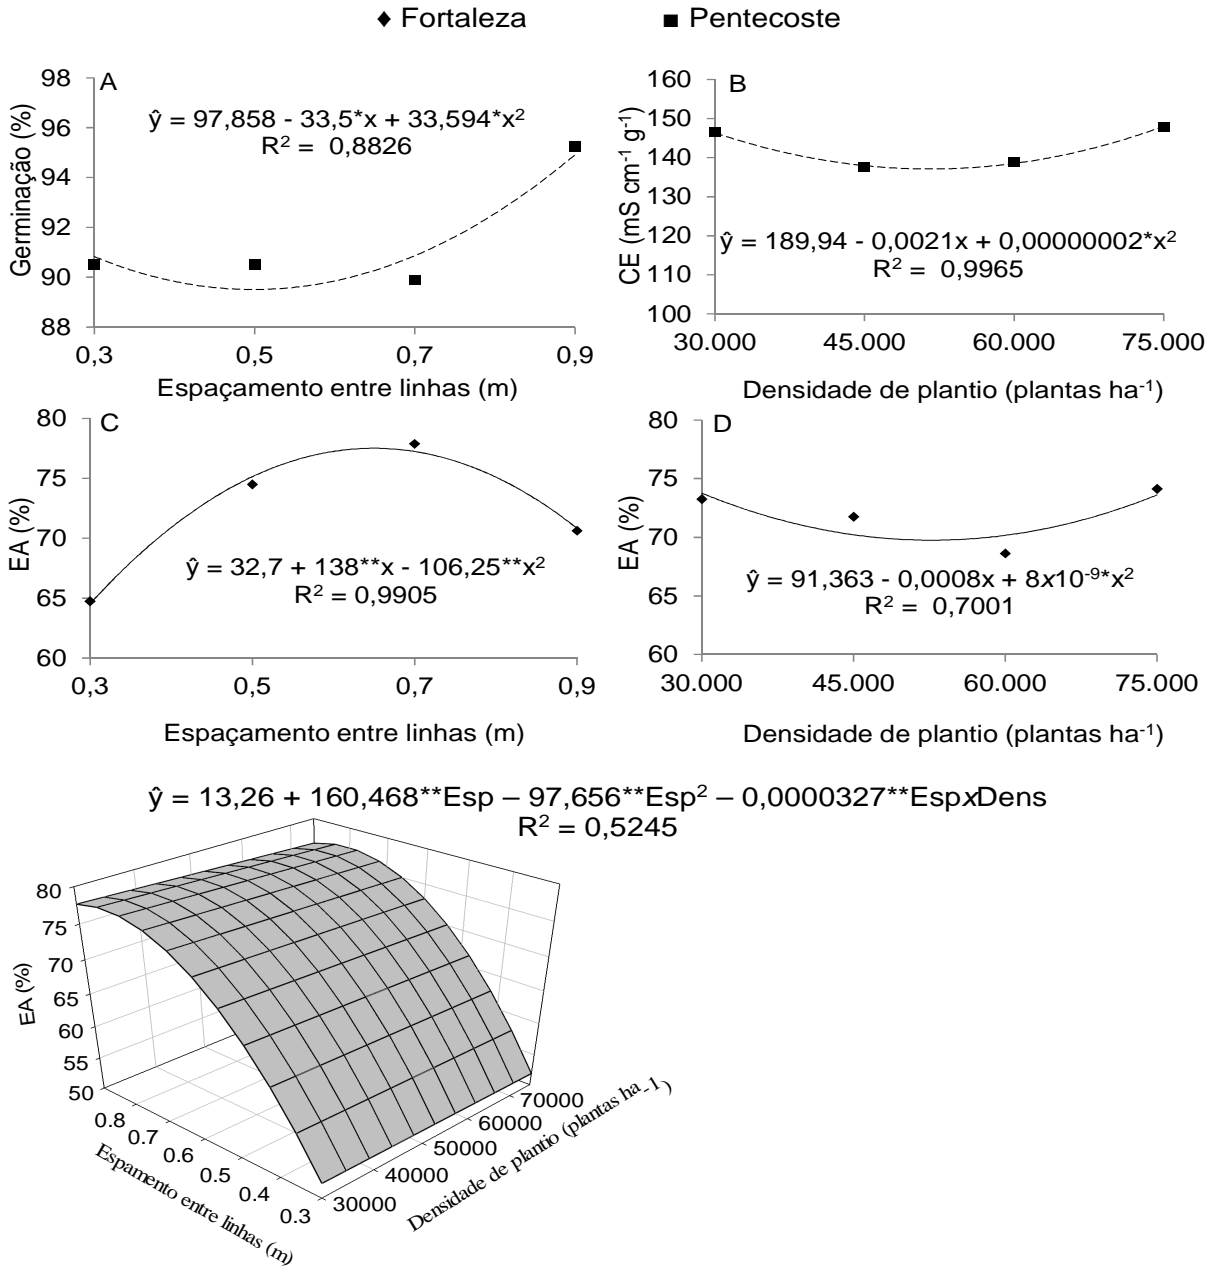 ♦ Fortaleza ■ Pentecoste
A
ŷ = 97,858 - 33,5*x + 33,594*x²
R² = 0,8826
Germinação (%)
98
96
94
92
90
88
0,3 0,5 0,7 0,9
Espaçamento entre linhas (m)
B
CE (mS cm⁻¹ g⁻¹)
160
150
140
130
120
110
100
ŷ = 189,94 - 0,0021x + 0,00000002*x²
R² = 0,9965
30.000 45.000 60.000 75.000
Densidade de plantio (plantas ha⁻¹)
C
EA (%)
80
75
70
65
60
ŷ = 32,7 + 138**x - 106,25**x²
R² = 0,9905
0,3 0,5 0,7 0,9
Espaçamento entre linhas (m)
D
EA (%)
80
75
70
65
60
ŷ = 91,363 - 0,0008x + 8x10⁻⁹*x²
R² = 0,7001
30.000 45.000 60.000 75.000
Densidade de plantio (plantas ha⁻¹)
ŷ = 13,26 + 160,468**Esp – 97,656**Esp² – 0,0000327**EspxDens
R² = 0,5245
EA (%)
80
75
70
65
60
55
50
0.8
0.7
0.6
0.5
0.4
0.3
Espamento entre linhas (m)
30000
40000
50000
60000
70000
Densidade de plantio (plantas ha-1)